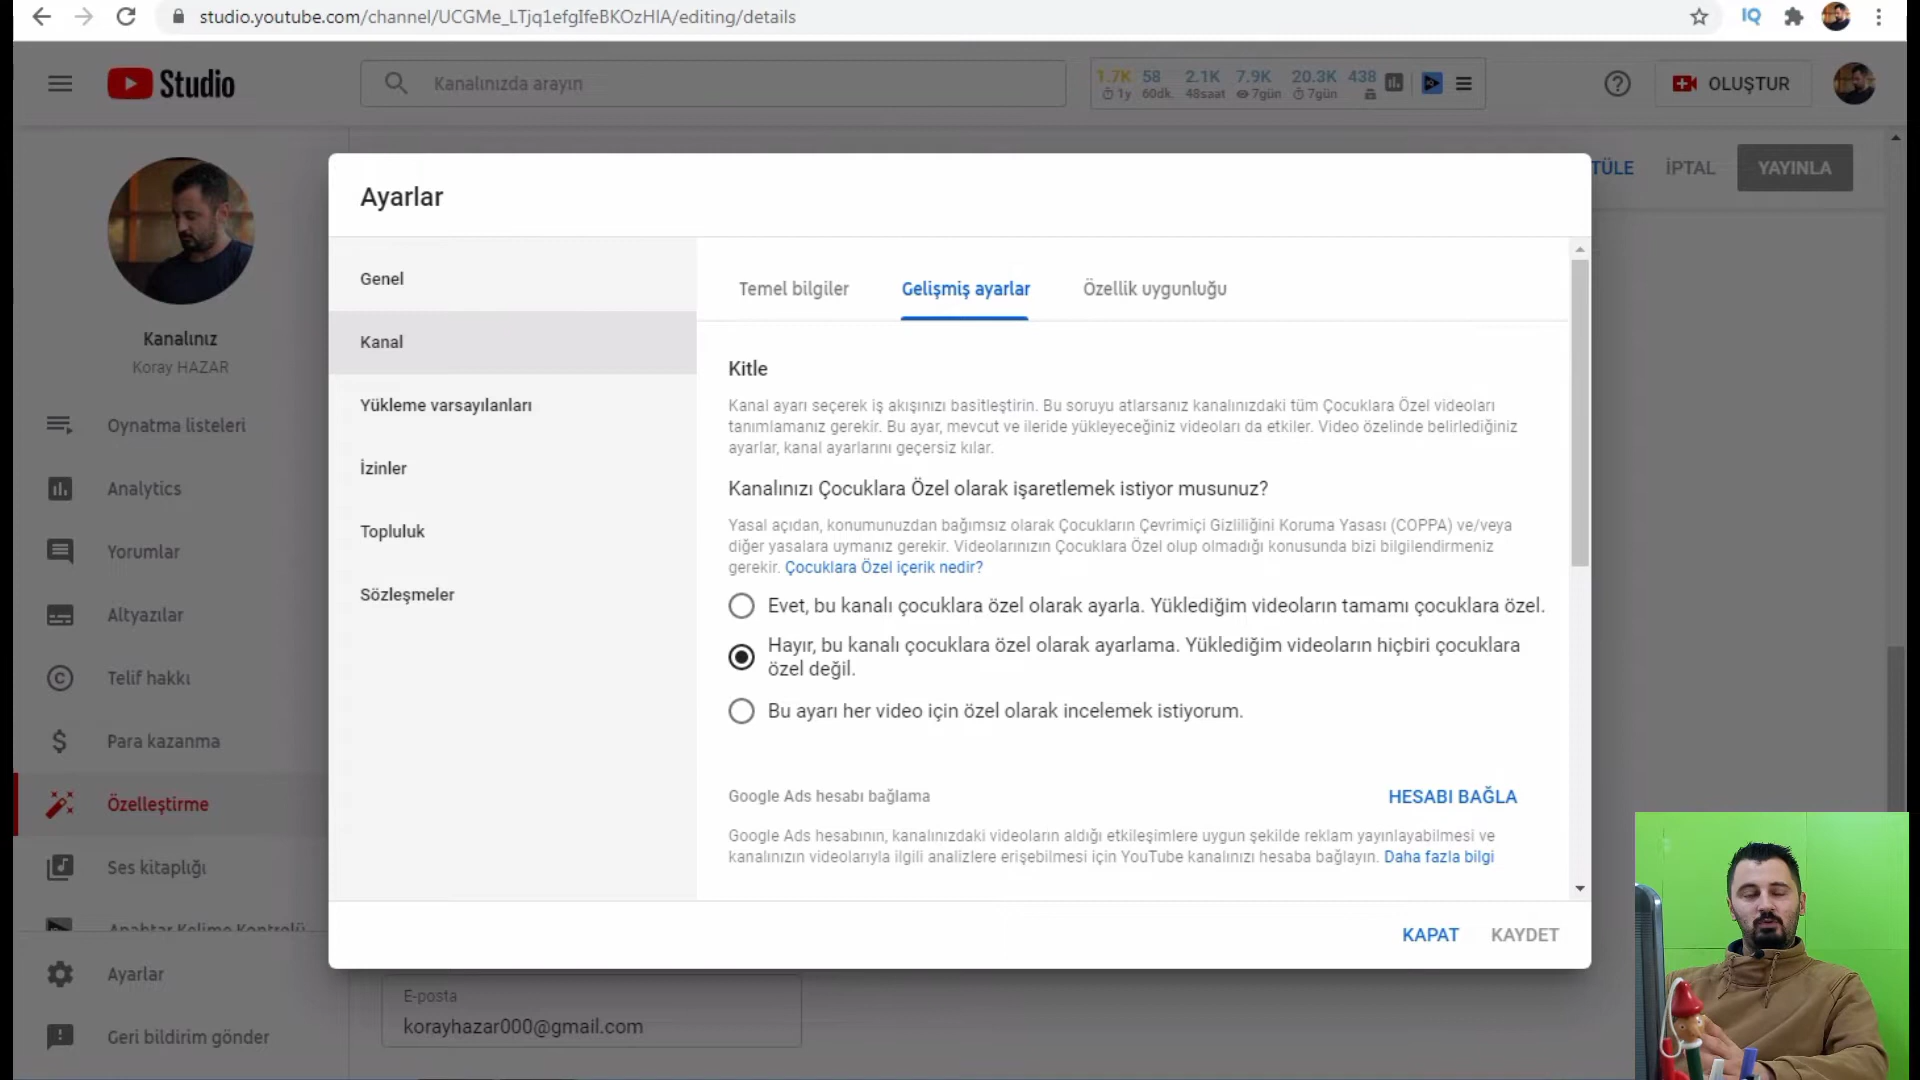 studio.youtube.com/channel/UCGMe_LTjq1efgIfeBKOzHIA/editing/details
IQ
Studio
Kanalınızda arayın
1.7K 58 2.1K 7.9K 20.3K 438
1y 60dk. 48saat 7gün 7gün
OLUŞTUR
TÜLE İPTAL YAYINLA
Kanalınız
Koray HAZAR
Oynatma listeleri
Analytics
Yorumlar
Altyazılar
Telif hakkı
Para kazanma
Özelleştirme
Ses kitaplığı
Anahtar Kelime Kontrolü
Ayarlar
Geri bildirim gönder
Ayarlar
Genel
Kanal
Yükleme varsayılanları
İzinler
Topluluk
Sözleşmeler
Temel bilgiler Gelişmiş ayarlar Özellik uygunluğu
Kitle
Kanal ayarı seçerek iş akışınızı basitleştirin. Bu soruyu atlarsanız kanalınızdaki tüm Çocuklara Özel videoları
tanımlamanız gerekir. Bu ayar, mevcut ve ileride yükleyeceğiniz videoları da etkiler. Video özelinde belirlediğiniz
ayarlar, kanal ayarlarını geçersiz kılar.
Kanalınızı Çocuklara Özel olarak işaretlemek istiyor musunuz?
Yasal açıdan, konumunuzdan bağımsız olarak Çocukların Çevrimiçi Gizliliğini Koruma Yasası (COPPA) ve/veya
diğer yasalara uymanız gerekir. Videolarınızın Çocuklara Özel olup olmadığı konusunda bizi bilgilendirmeniz
gerekir. Çocuklara Özel içerik nedir?
Evet, bu kanalı çocuklara özel olarak ayarla. Yüklediğim videoların tamamı çocuklara özel.
Hayır, bu kanalı çocuklara özel olarak ayarlama. Yüklediğim videoların hiçbiri çocuklara
özel değil.
Bu ayarı her video için özel olarak incelemek istiyorum.
Google Ads hesabı bağlama HESABI BAĞLA
Google Ads hesabının, kanalınızdaki videoların aldığı etkileşimlere uygun şekilde reklam yayınlayabilmesi ve
kanalınızın videolarıyla ilgili analizlere erişebilmesi için YouTube kanalınızı hesaba bağlayın. Daha fazla bilgi
KAPAT KAYDET
E-posta
korayhazar000@gmail.com